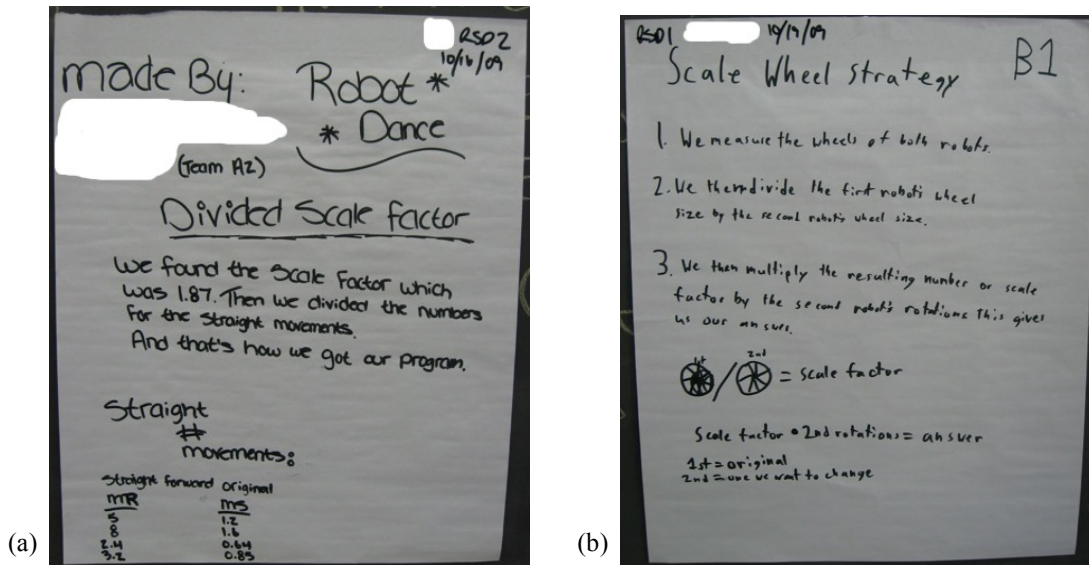 (a)
RSD2
10/16/09
made By:
Robot *
* Dance
(Team A2)
Divided Scale factor
We found the Scale Factor which
was 1.87. Then we divided the numbers
For the straight movements.
And that's how we got our program.
Straight
#
movements:
Straight forward original
MR MS
5 1.2
8 1.6
2.4 0.64
3.2 0.85
(b)
RSD1 10/19/09
Scale Wheel Strategy
B1
1. We measure the wheels of both robots.
2. We then divide the first robot's wheel
size by the second robot's wheel size.
3. We then multiply the resulting number or scale
factor by the second robot's rotations this gives
us our answer.
1st / 2nd = scale factor
Scale factor • 2nd rotations = answer
1st = original
2nd = one we want to change